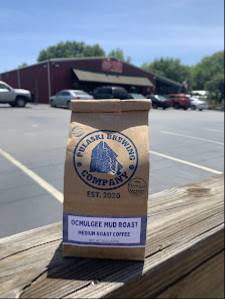 PULASKI BREWING
COMPANY
EST. 2020
OCMULGEE MUD ROAST
MEDIUM ROAST COFFEE